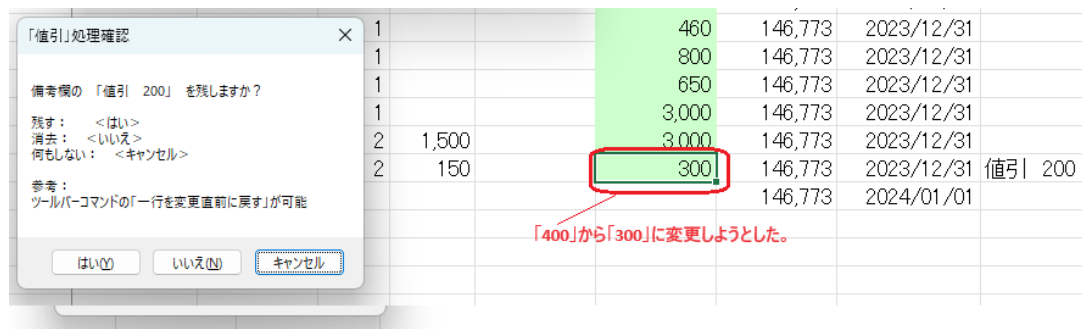 「値引」処理確認
備考欄の 「値引 200」 を残しますか？
残す： ＜はい＞
消去： ＜いいえ＞
何もしない： ＜キャンセル＞
参考：
ツールバーコマンドの「一行を変更直前に戻す」が可能
はい(Y) いいえ(N) キャンセル
1 460 146,773 2023/12/31
1 800 146,773 2023/12/31
1 650 146,773 2023/12/31
1 3,000 146,773 2023/12/31
2 1,500 3,000 146,773 2023/12/31
2 150 300 146,773 2023/12/31 値引 200
146,773 2024/01/01
「400」から「300」に変更しようとした。